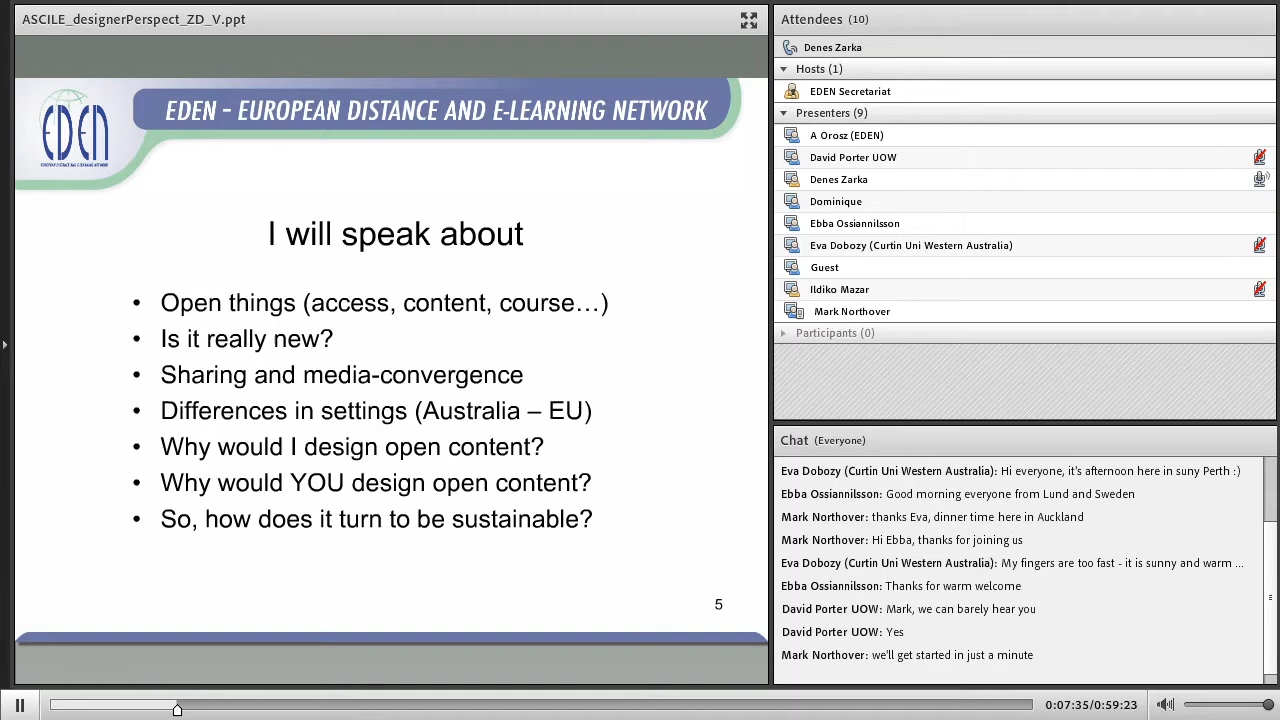 ASCILE_designerPerspect_ZD_V.ppt
EDEN
EUROPEAN DISTANCE AND E-LEARNING NETWORK
EDEN - EUROPEAN DISTANCE AND E-LEARNING NETWORK
I will speak about
• Open things (access, content, course…)
• Is it really new?
• Sharing and media-convergence
• Differences in settings (Australia – EU)
• Why would I design open content?
• Why would YOU design open content?
• So, how does it turn to be sustainable?
5
Attendees (10)
Denes Zarka
Hosts (1)
EDEN Secretariat
Presenters (9)
A Orosz (EDEN)
David Porter UOW
Denes Zarka
Dominique
Ebba Ossiannilsson
Eva Dobozy (Curtin Uni Western Australia)
Guest
Ildiko Mazar
Mark Northover
Participants (0)
Chat (Everyone)
Eva Dobozy (Curtin Uni Western Australia): Hi everyone, it's afternoon here in suny Perth :)
Ebba Ossiannilsson: Good morning everyone from Lund and Sweden
Mark Northover: thanks Eva, dinner time here in Auckland
Mark Northover: Hi Ebba, thanks for joining us
Eva Dobozy (Curtin Uni Western Australia): My fingers are too fast - it is sunny and warm ...
Ebba Ossiannilsson: Thanks for warm welcome
David Porter UOW: Mark, we can barely hear you
David Porter UOW: Yes
Mark Northover: we'll get started in just a minute
0:07:35/0:59:23